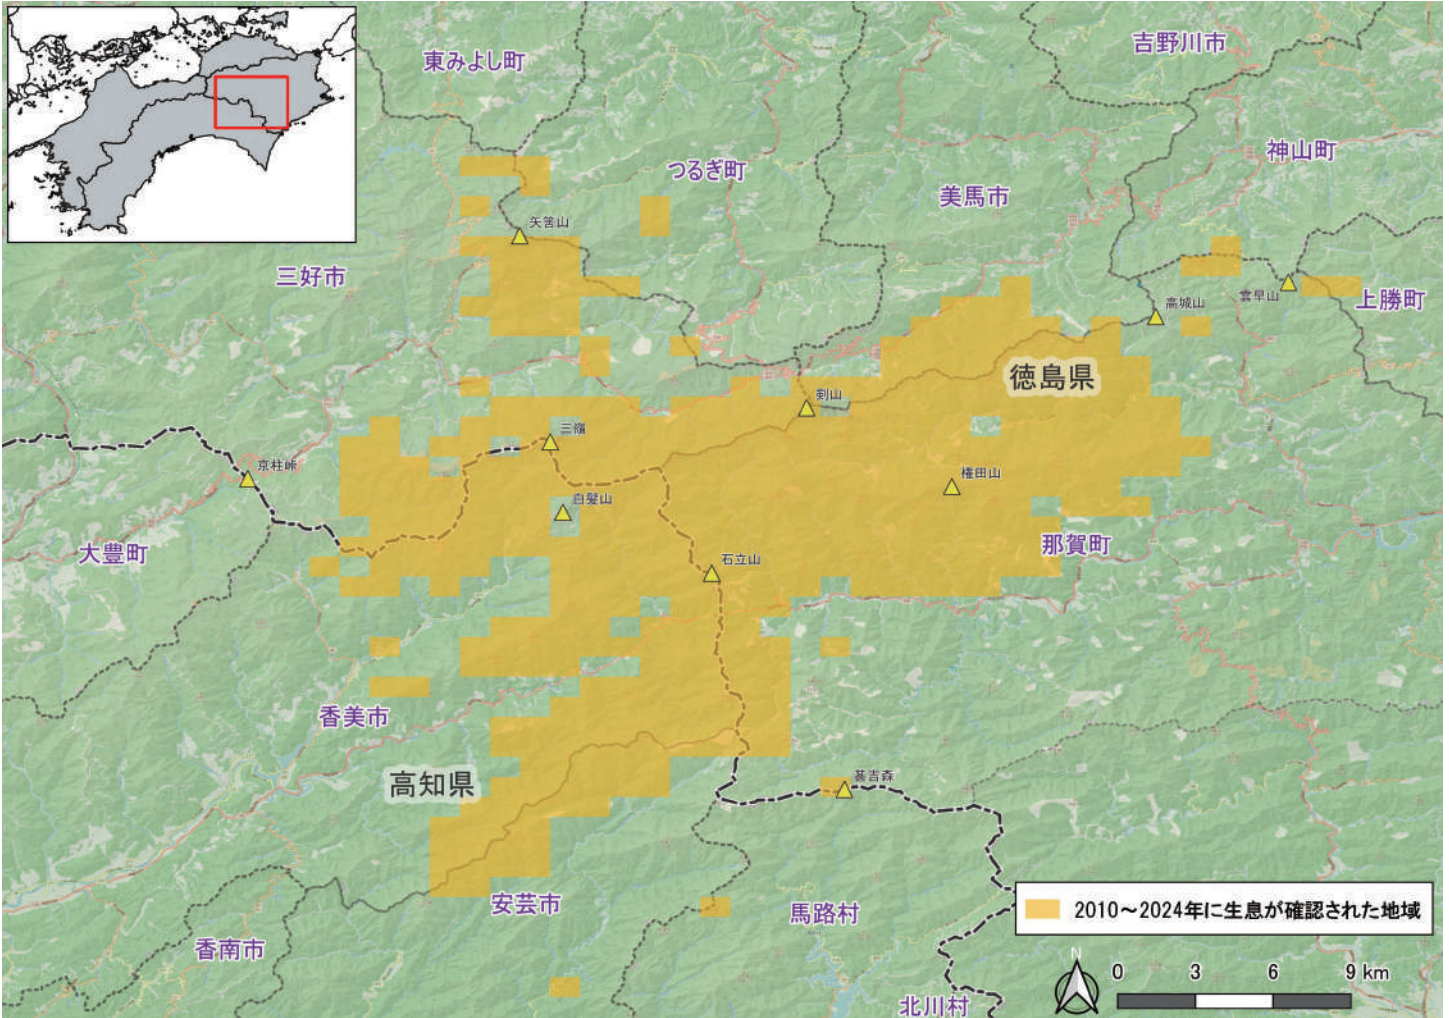 東みよし町
吉野川市
神山町
つるぎ町
美馬市
矢筈山
三好市
上勝町
雲早山
高城山
徳島県
剣山
三嶺
京柱峠
権田山
白髪山
大豊町
那賀町
石立山
香美市
高知県
甚吉森
安芸市
馬路村
2010～2024年に生息が確認された地域
香南市
N
0 3 6 9 km
北川村